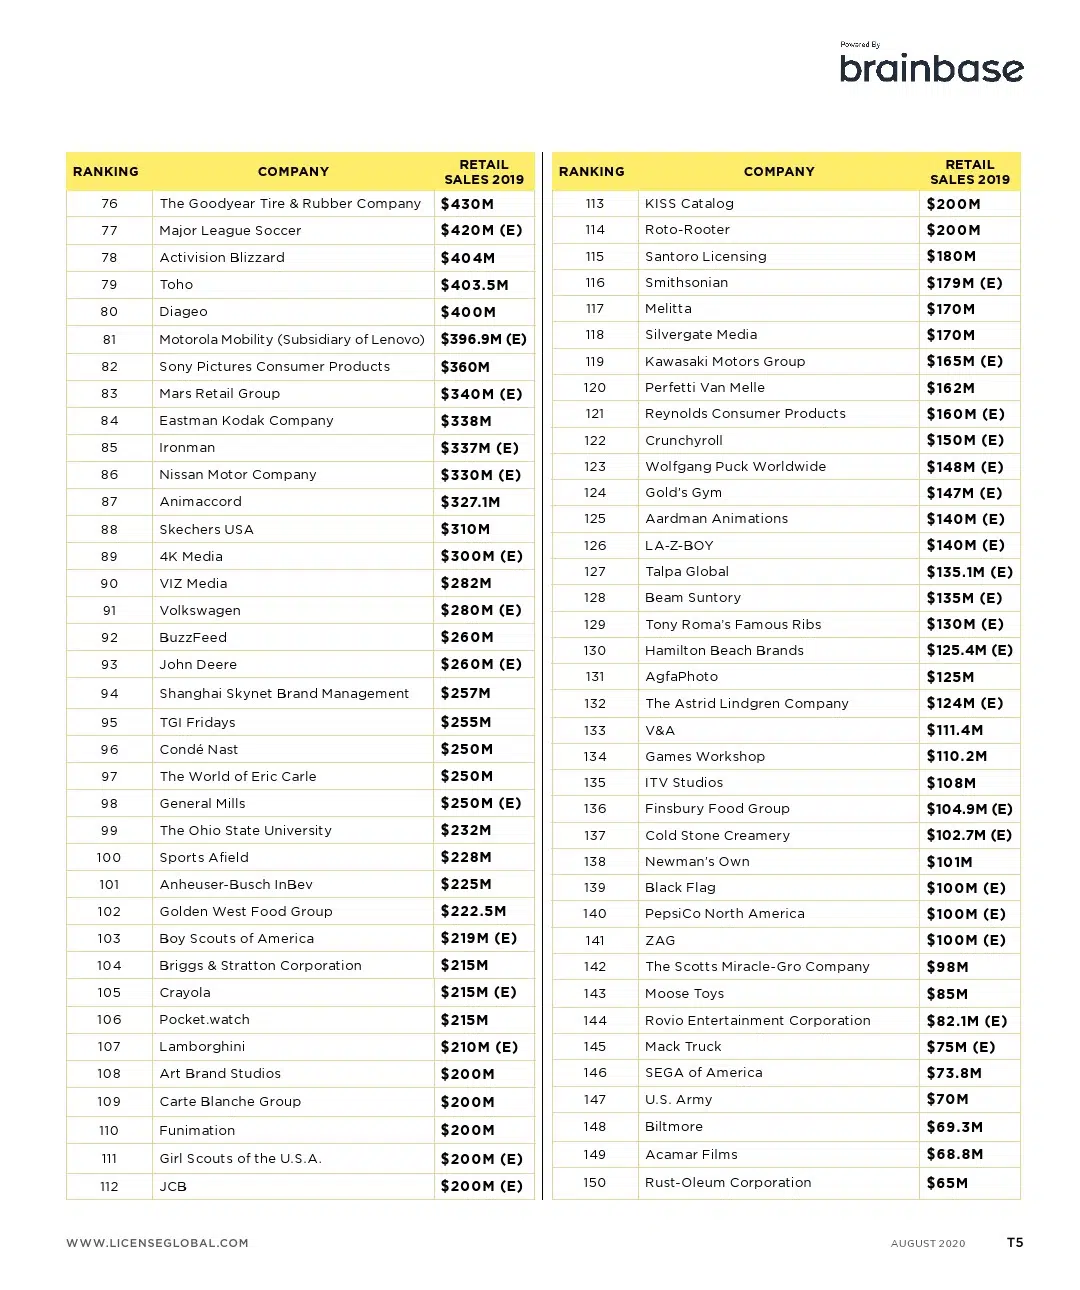 Powered By
brainbase
RANKING COMPANY RETAIL SALES 2019
76 The Goodyear Tire & Rubber Company $430M
77 Major League Soccer $420M (E)
78 Activision Blizzard $404M
79 Toho $403.5M
80 Diageo $400M
81 Motorola Mobility (Subsidiary of Lenovo) $396.9M (E)
82 Sony Pictures Consumer Products $360M
83 Mars Retail Group $340M (E)
84 Eastman Kodak Company $338M
85 Ironman $337M (E)
86 Nissan Motor Company $330M (E)
87 Animaccord $327.1M
88 Skechers USA $310M
89 4K Media $300M (E)
90 VIZ Media $282M
91 Volkswagen $280M (E)
92 BuzzFeed $260M
93 John Deere $260M (E)
94 Shanghai Skynet Brand Management $257M
95 TGI Fridays $255M
96 Condé Nast $250M
97 The World of Eric Carle $250M
98 General Mills $250M (E)
99 The Ohio State University $232M
100 Sports Afield $228M
101 Anheuser-Busch InBev $225M
102 Golden West Food Group $222.5M
103 Boy Scouts of America $219M (E)
104 Briggs & Stratton Corporation $215M
105 Crayola $215M (E)
106 Pocket.watch $215M
107 Lamborghini $210M (E)
108 Art Brand Studios $200M
109 Carte Blanche Group $200M
110 Funimation $200M
111 Girl Scouts of the U.S.A. $200M (E)
112 JCB $200M (E)
RANKING COMPANY RETAIL SALES 2019
113 KISS Catalog $200M
114 Roto-Rooter $200M
115 Santoro Licensing $180M
116 Smithsonian $179M (E)
117 Melitta $170M
118 Silvergate Media $170M
119 Kawasaki Motors Group $165M (E)
120 Perfetti Van Melle $162M
121 Reynolds Consumer Products $160M (E)
122 Crunchyroll $150M (E)
123 Wolfgang Puck Worldwide $148M (E)
124 Gold's Gym $147M (E)
125 Aardman Animations $140M (E)
126 LA-Z-BOY $140M (E)
127 Talpa Global $135.1M (E)
128 Beam Suntory $135M (E)
129 Tony Roma's Famous Ribs $130M (E)
130 Hamilton Beach Brands $125.4M (E)
131 AgfaPhoto $125M
132 The Astrid Lindgren Company $124M (E)
133 V&A $111.4M
134 Games Workshop $110.2M
135 ITV Studios $108M
136 Finsbury Food Group $104.9M (E)
137 Cold Stone Creamery $102.7M (E)
138 Newman's Own $101M
139 Black Flag $100M (E)
140 PepsiCo North America $100M (E)
141 ZAG $100M (E)
142 The Scotts Miracle-Gro Company $98M
143 Moose Toys $85M
144 Rovio Entertainment Corporation $82.1M (E)
145 Mack Truck $75M (E)
146 SEGA of America $73.8M
147 U.S. Army $70M
148 Biltmore $69.3M
149 Acamar Films $68.8M
150 Rust-Oleum Corporation $65M
WWW.LICENSEGLOBAL.COM AUGUST 2020 T5